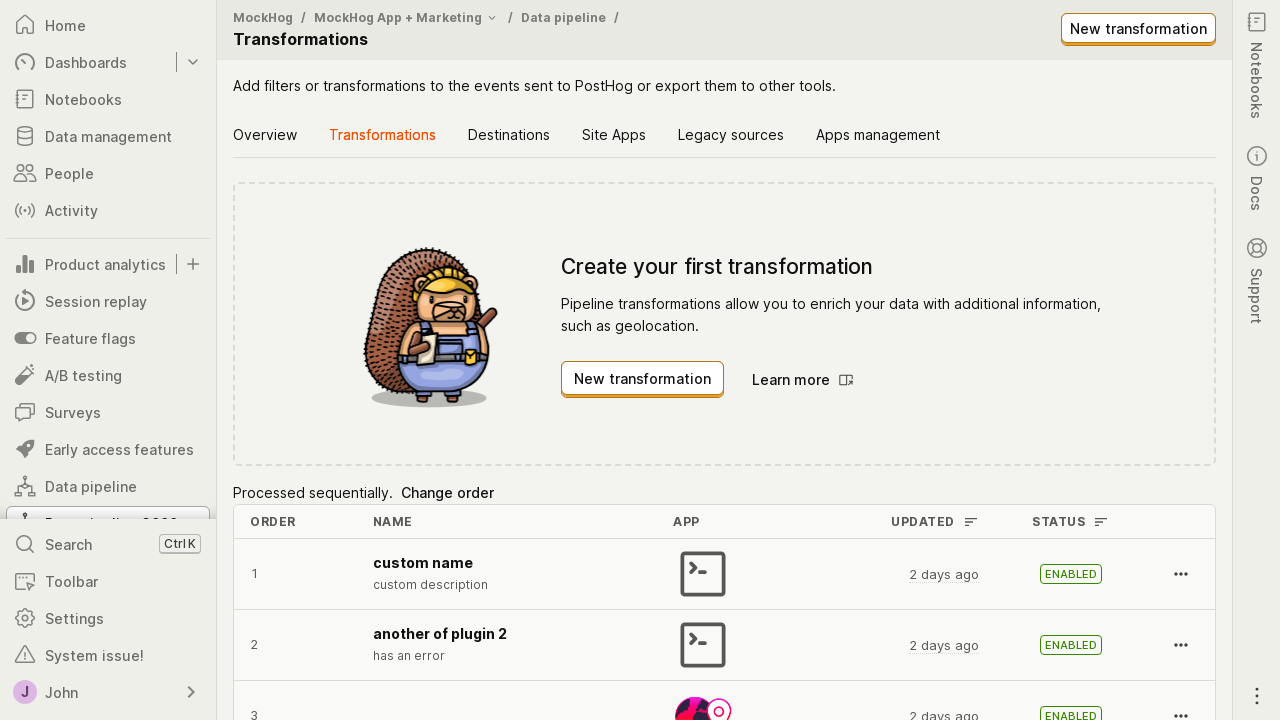 Home
Dashboards
Notebooks
Data management
People
Activity
Product analytics
Session replay
Feature flags
A/B testing
Surveys
Early access features
Data pipeline
Search
Ctrl K
Toolbar
Settings
System issue!
J
John
MockHog / MockHog App + Marketing / Data pipeline /
Transformations
New transformation
Add filters or transformations to the events sent to PostHog or export them to other tools.
Overview
Transformations
Destinations
Site Apps
Legacy sources
Apps management
Create your first transformation
Pipeline transformations allow you to enrich your data with additional information,
such as geolocation.
New transformation
Learn more
Processed sequentially. Change order
ORDER NAME APP UPDATED STATUS
1 custom name 2 days ago ENABLED
custom description
2 another of plugin 2 2 days ago ENABLED
has an error
3 2 days ago ENABLED
Notebooks
Docs
Support